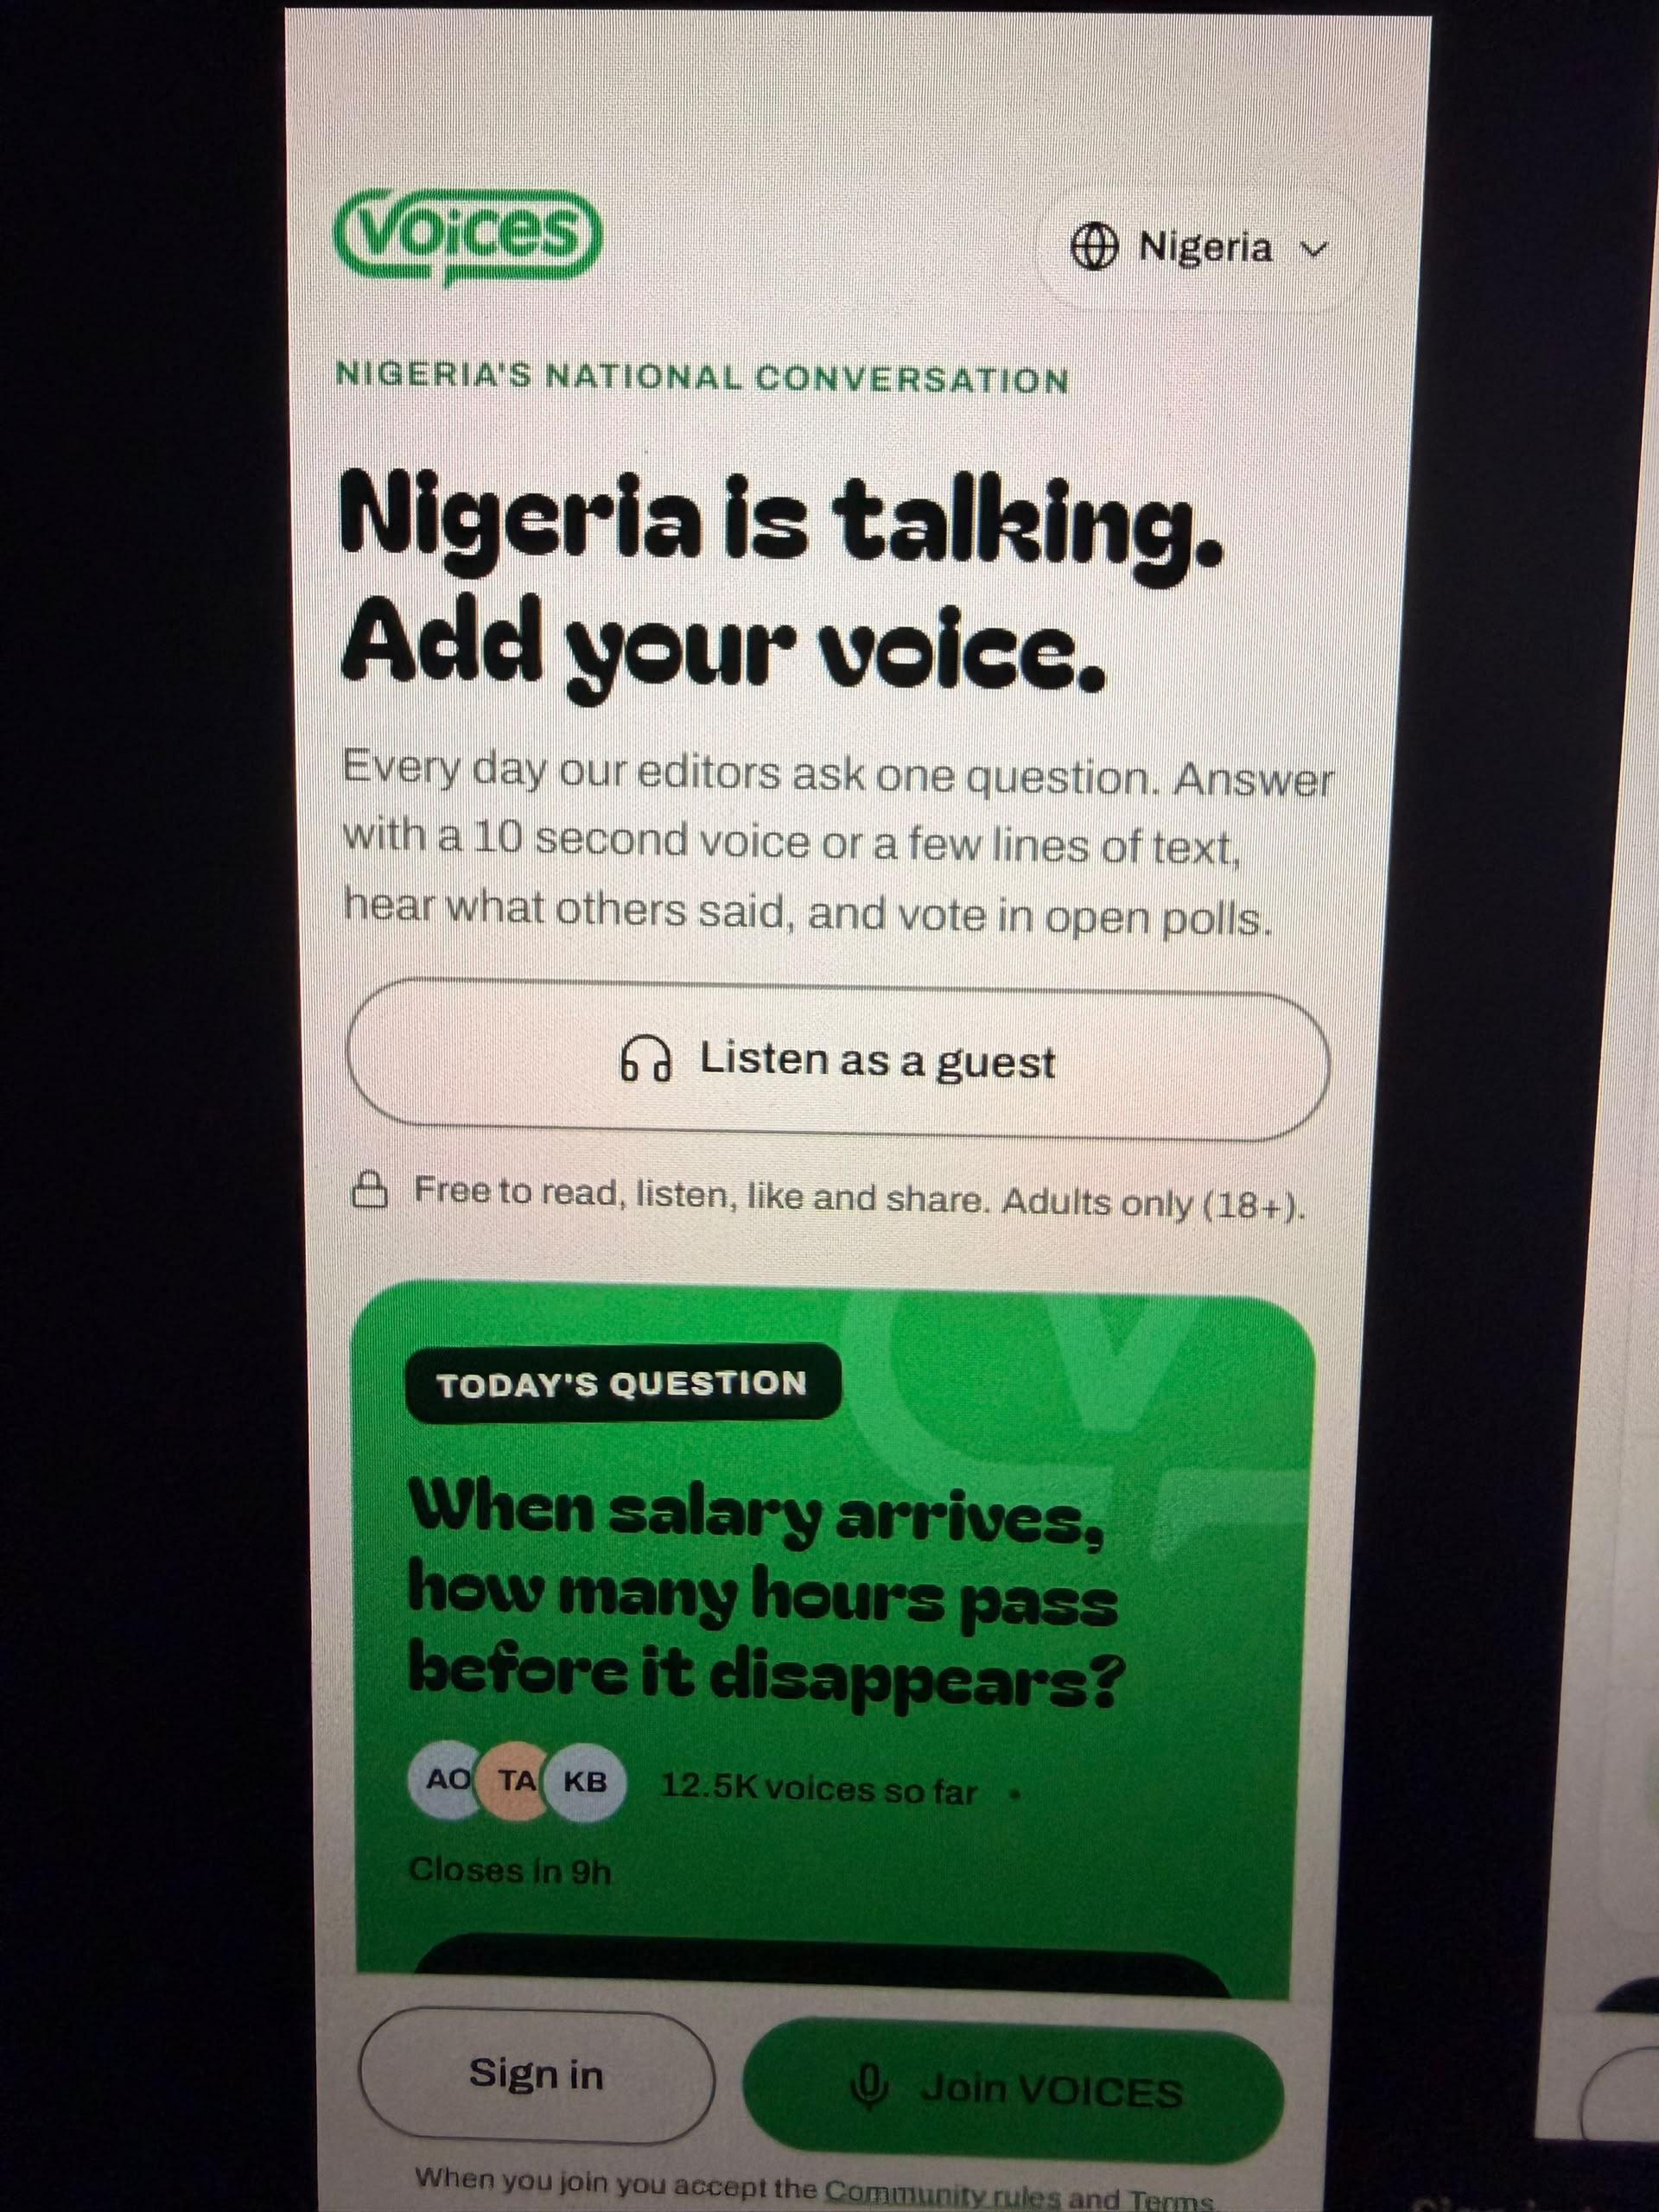 voices
Nigeria
NIGERIA'S NATIONAL CONVERSATION
Nigeria is talking.
Add your voice.
Every day our editors ask one question. Answer
with a 10 second voice or a few lines of text,
hear what others said, and vote in open polls.
Listen as a guest
Free to read, listen, like and share. Adults only (18+).
TODAY'S QUESTION
When salary arrives,
how many hours pass
before it disappears?
AO TA KB 12.5K voices so far •
Closes in 9h
Sign in
Join VOICES
When you join you accept the Community rules and Terms